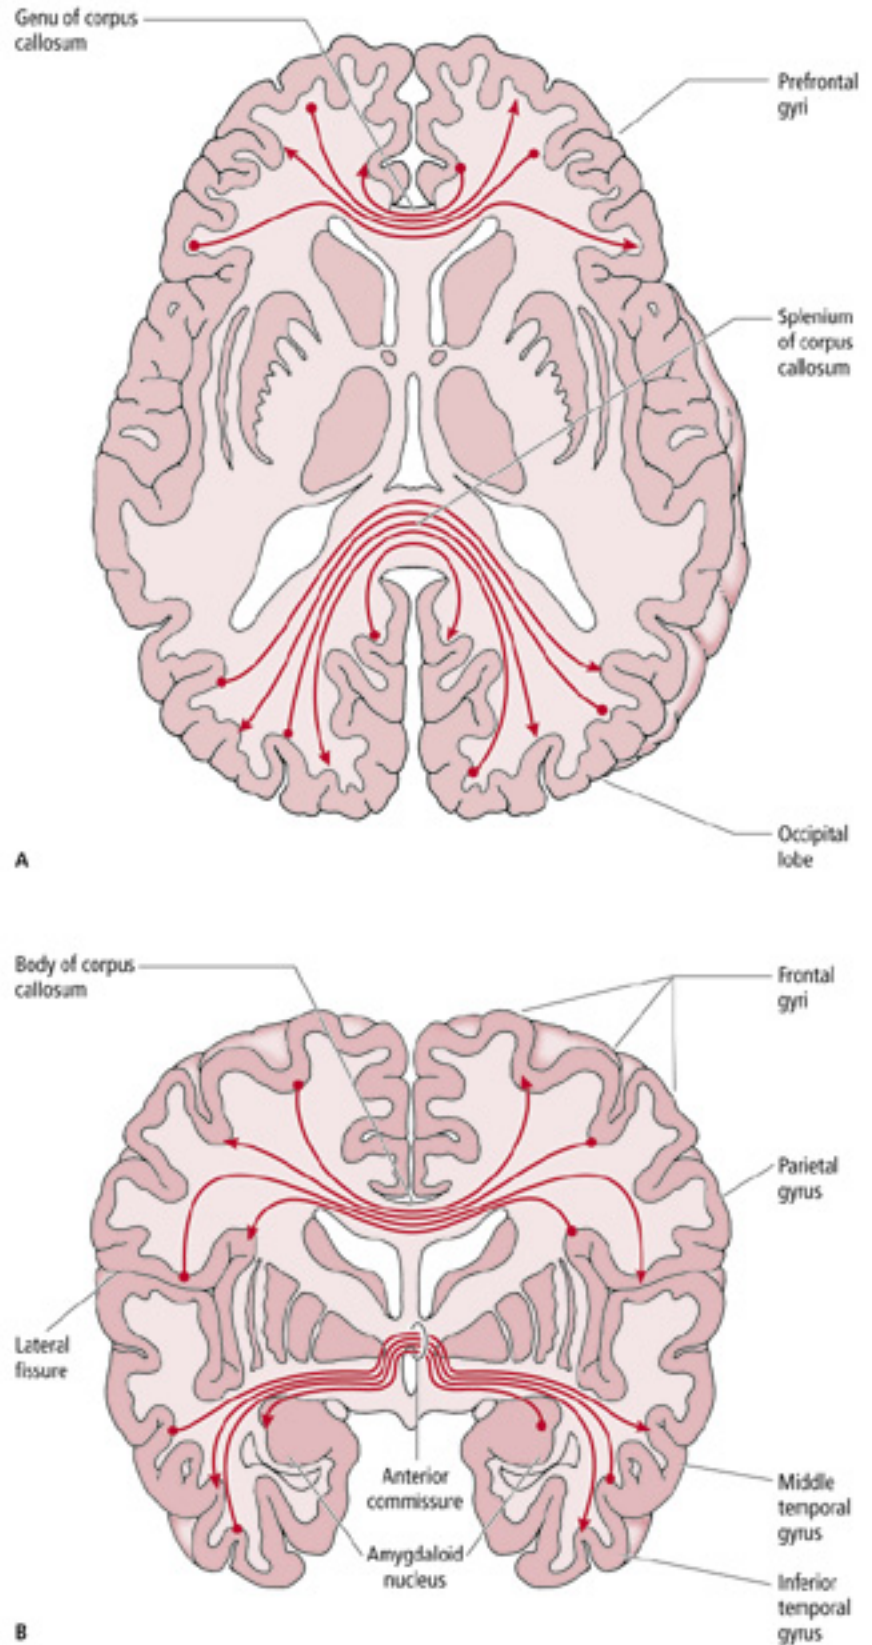 Genu of corpus
callosum
Prefrontal
gyri
Splenium
of corpus
callosum
Occipital
lobe
A
Body of corpus
callosum
Frontal
gyri
Parietal
gyrus
Lateral
fissure
Anterior
commissure
Middle
temporal
gyrus
Amygdaloid
nucleus
Inferior
temporal
gyrus
B